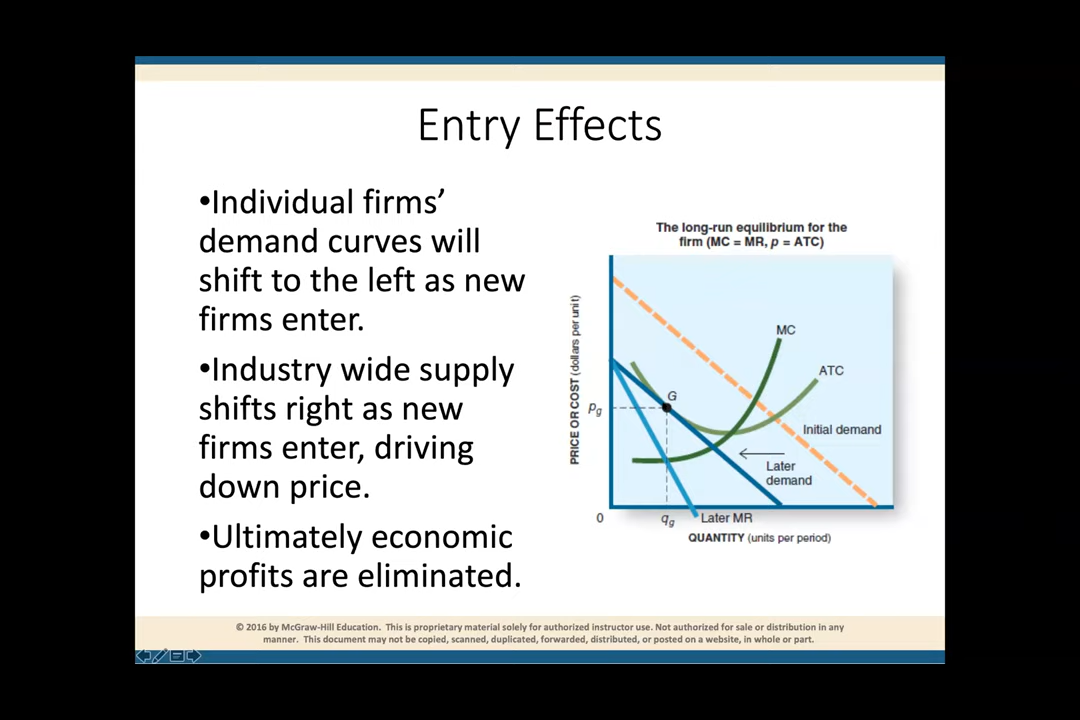 Entry Effects
•Individual firms’
demand curves will
shift to the left as new
firms enter.
•Industry wide supply
shifts right as new
firms enter, driving
down price.
•Ultimately economic
profits are eliminated.
The long-run equilibrium for the
firm (MC = MR, p = ATC)
PRICE OR COST (dollars per unit)
MC
ATC
G
pg
Initial demand
Later
demand
0
qg
Later MR
QUANTITY (units per period)
© 2016 by McGraw-Hill Education. This is proprietary material solely for authorized instructor use. Not authorized for sale or distribution in any
manner. This document may not be copied, scanned, duplicated, forwarded, distributed, or posted on a website, in whole or part.